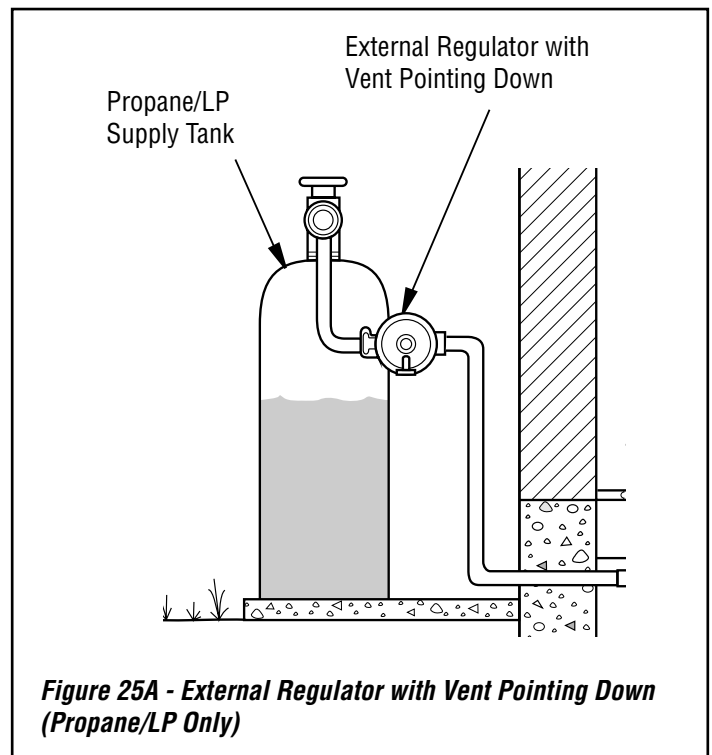 External Regulator with
Vent Pointing Down
Propane/LP
Supply Tank
Figure 25A - External Regulator with Vent Pointing Down
(Propane/LP Only)